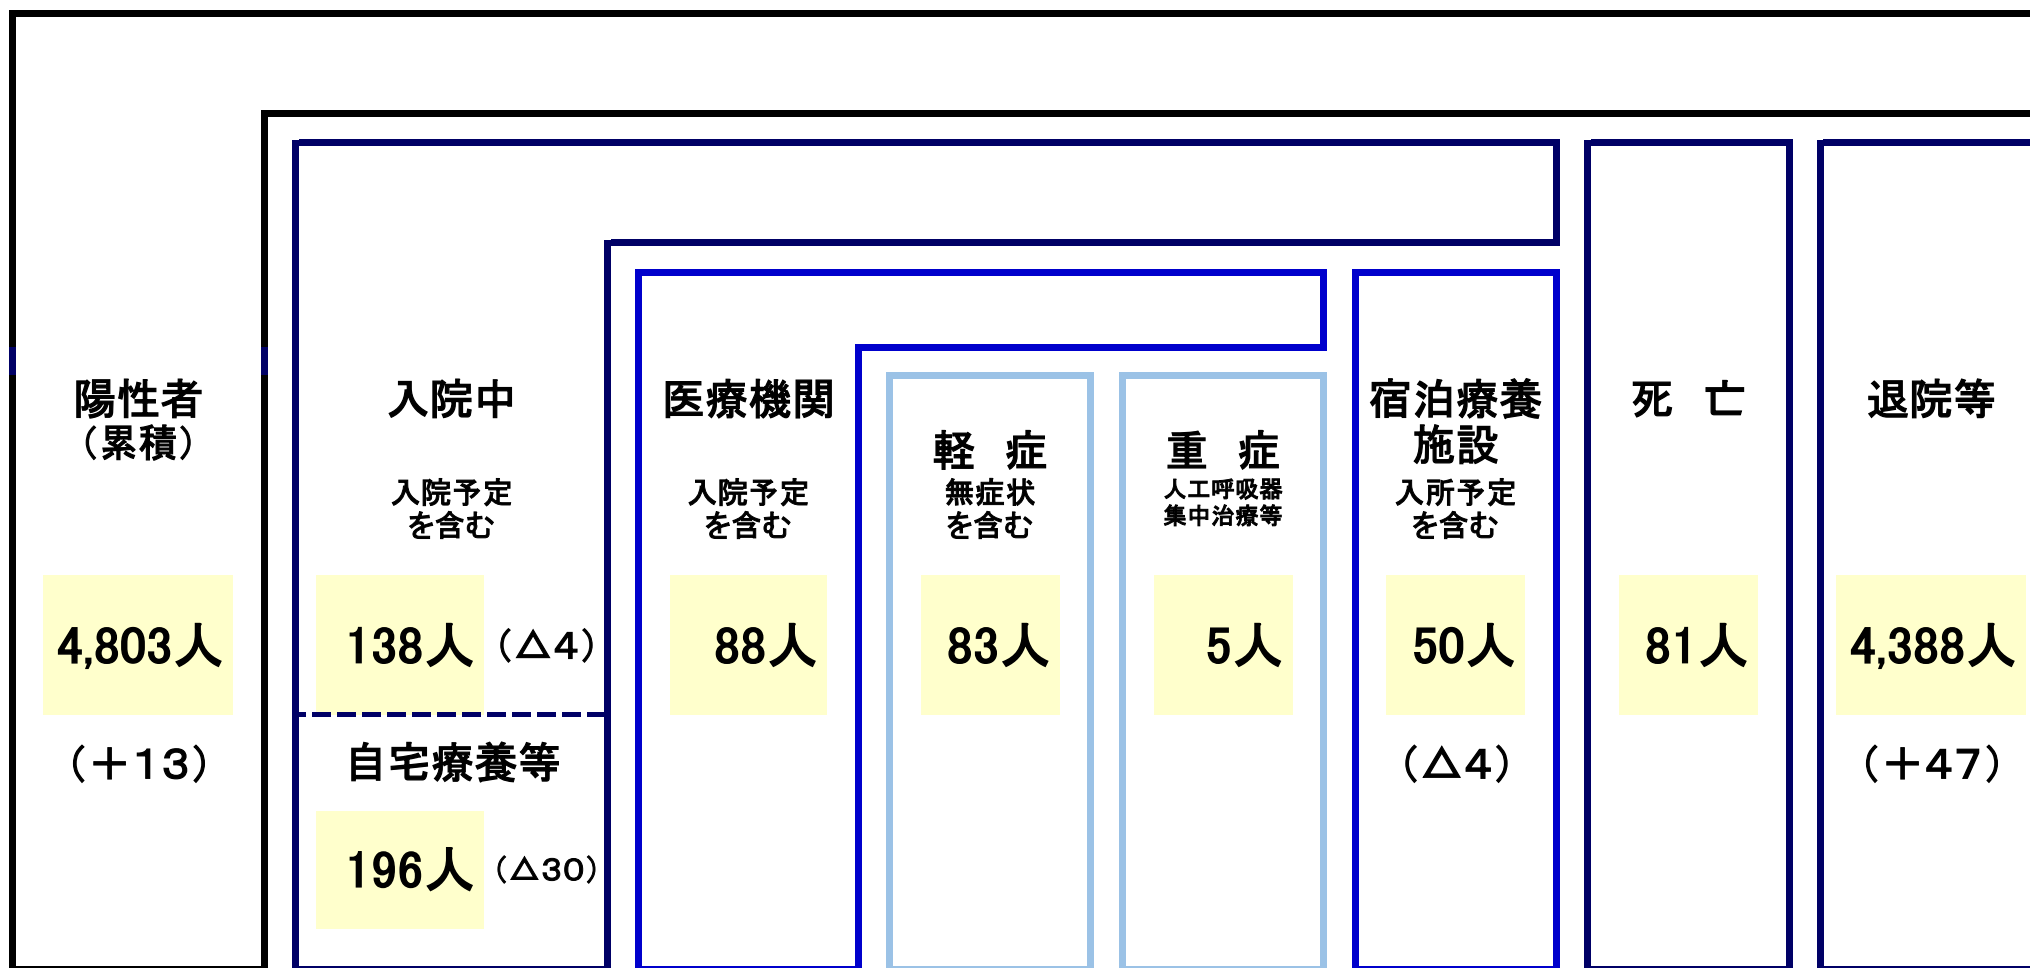 陽性者
（累積）
4,803人
（＋13）
入院中
入院予定
を含む
138人（△4）
自宅療養等
196人（△30）
医療機関
入院予定
を含む
88人
軽 症
無症状
を含む
83人
重 症
人工呼吸器
集中治療等
5人
宿泊療養
施設
入所予定
を含む
50人
（△4）
死 亡
81人
退院等
4,388人
（＋47）